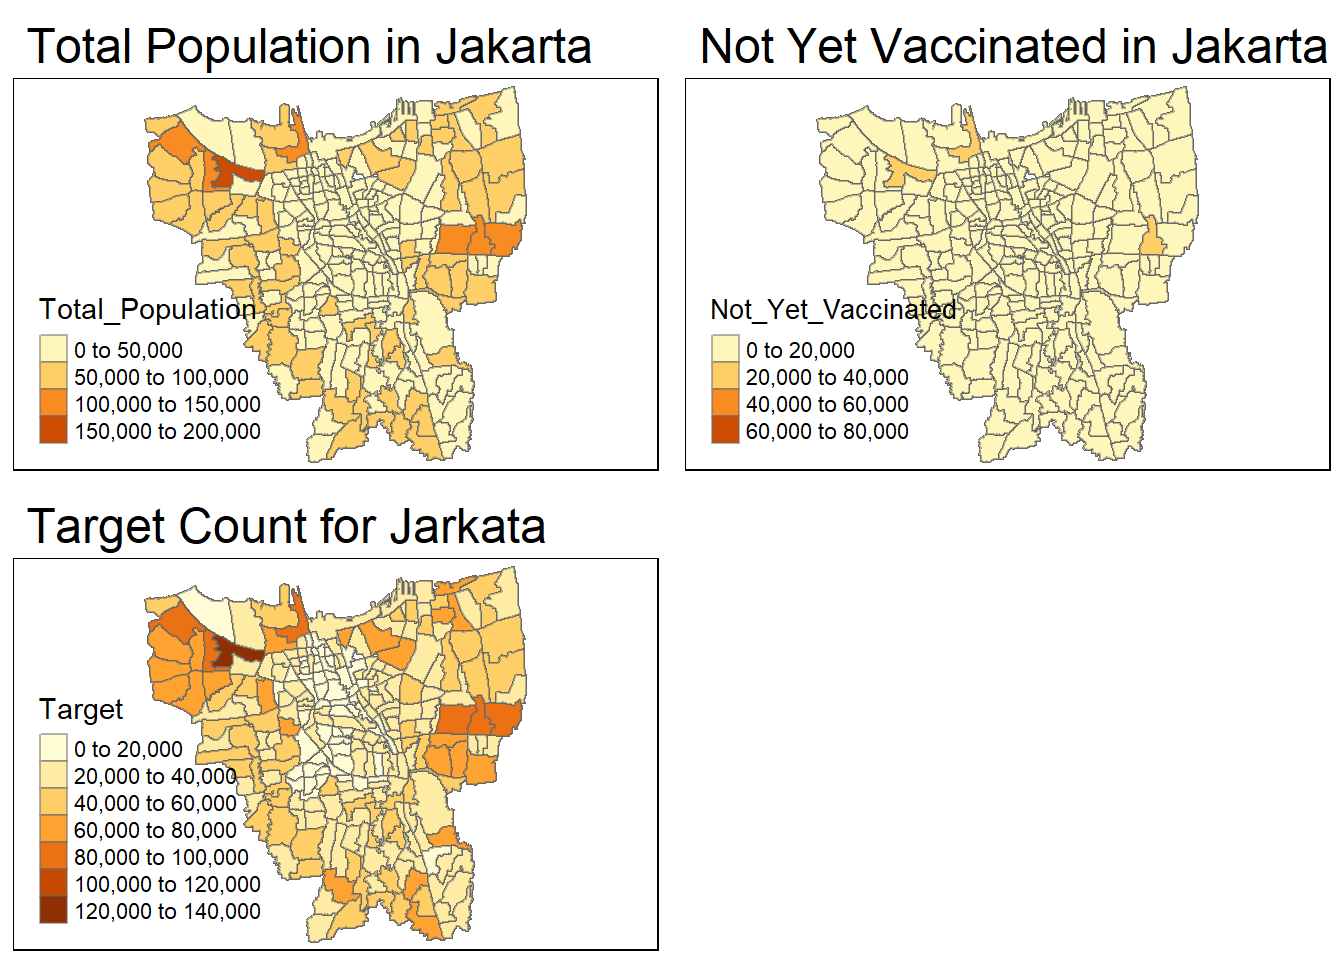 Total Population in Jakarta
Total_Population
0 to 50,000
50,000 to 100,000
100,000 to 150,000
150,000 to 200,000
Not Yet Vaccinated in Jakarta
Not_Yet_Vaccinated
0 to 20,000
20,000 to 40,000
40,000 to 60,000
60,000 to 80,000
Target Count for Jarkata
Target
0 to 20,000
20,000 to 40,000
40,000 to 60,000
60,000 to 80,000
80,000 to 100,000
100,000 to 120,000
120,000 to 140,000